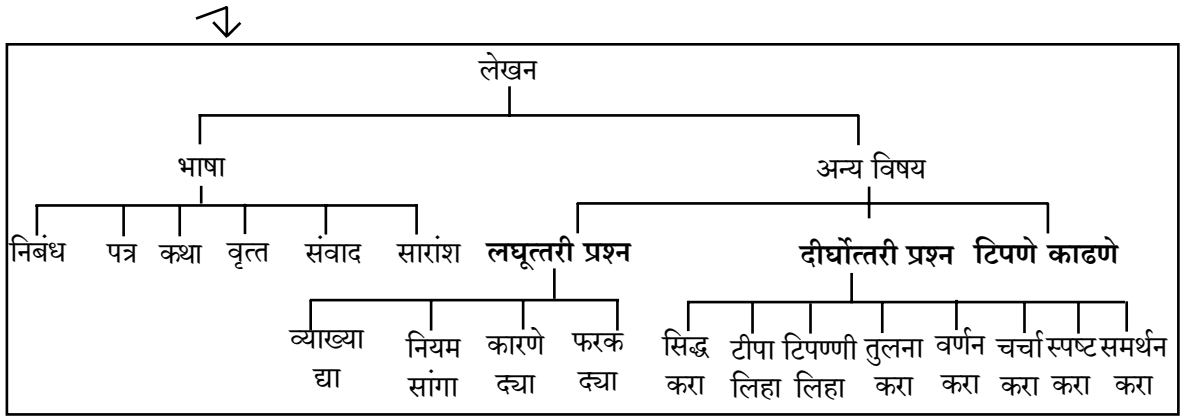 लेखन
भाषा
अन्य विषय
निबंध पत्र कथा वृत्त संवाद सारांश लघूत्तरी प्रश्न दीर्घोत्तरी प्रश्न टिपणे काढणे
व्याख्या नियम कारणे फरक सिद्ध टीपा टिपण्णी तुलना वर्णन चर्चा स्पष्ट समर्थन
द्या सांगा द्या द्या करा लिहा लिहा करा करा करा करा करा